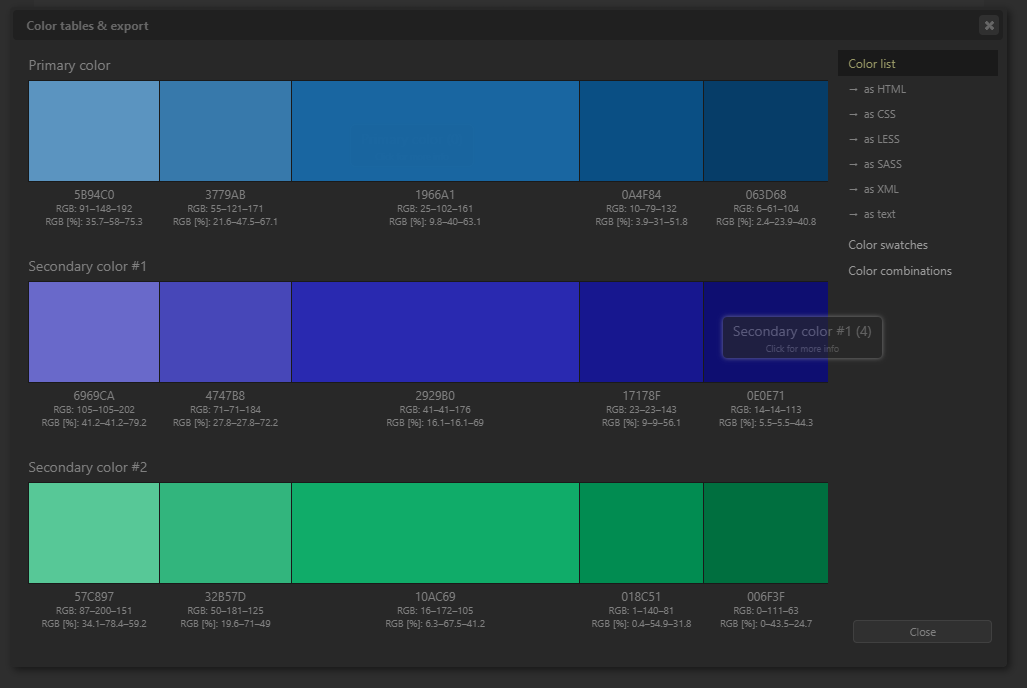 Color tables & export
Primary color
5B94C0
RGB: 91–148–192
RGB [%]: 35.7–58–75.3
3779AB
RGB: 55–121–171
RGB [%]: 21.6–47.5–67.1
1966A1
RGB: 25–102–161
RGB [%]: 9.8–40–63.1
0A4F84
RGB: 10–79–132
RGB [%]: 3.9–31–51.8
063D68
RGB: 6–61–104
RGB [%]: 2.4–23.9–40.8
Secondary color #1
6969CA
RGB: 105–105–202
RGB [%]: 41.2–41.2–79.2
4747B8
RGB: 71–71–184
RGB [%]: 27.8–27.8–72.2
2929B0
RGB: 41–41–176
RGB [%]: 16.1–16.1–69
17178F
RGB: 23–23–143
RGB [%]: 9–9–56.1
0E0E71
RGB: 14–14–113
RGB [%]: 5.5–5.5–44.3
Secondary color #1 (4)
Click for more info
Secondary color #2
57C897
RGB: 87–200–151
RGB [%]: 34.1–78.4–59.2
32B57D
RGB: 50–181–125
RGB [%]: 19.6–71–49
10AC69
RGB: 16–172–105
RGB [%]: 6.3–67.5–41.2
018C51
RGB: 1–140–81
RGB [%]: 0.4–54.9–31.8
006F3F
RGB: 0–111–63
RGB [%]: 0–43.5–24.7
Color list
→ as HTML
→ as CSS
→ as LESS
→ as SASS
→ as XML
→ as text
Color swatches
Color combinations
Close